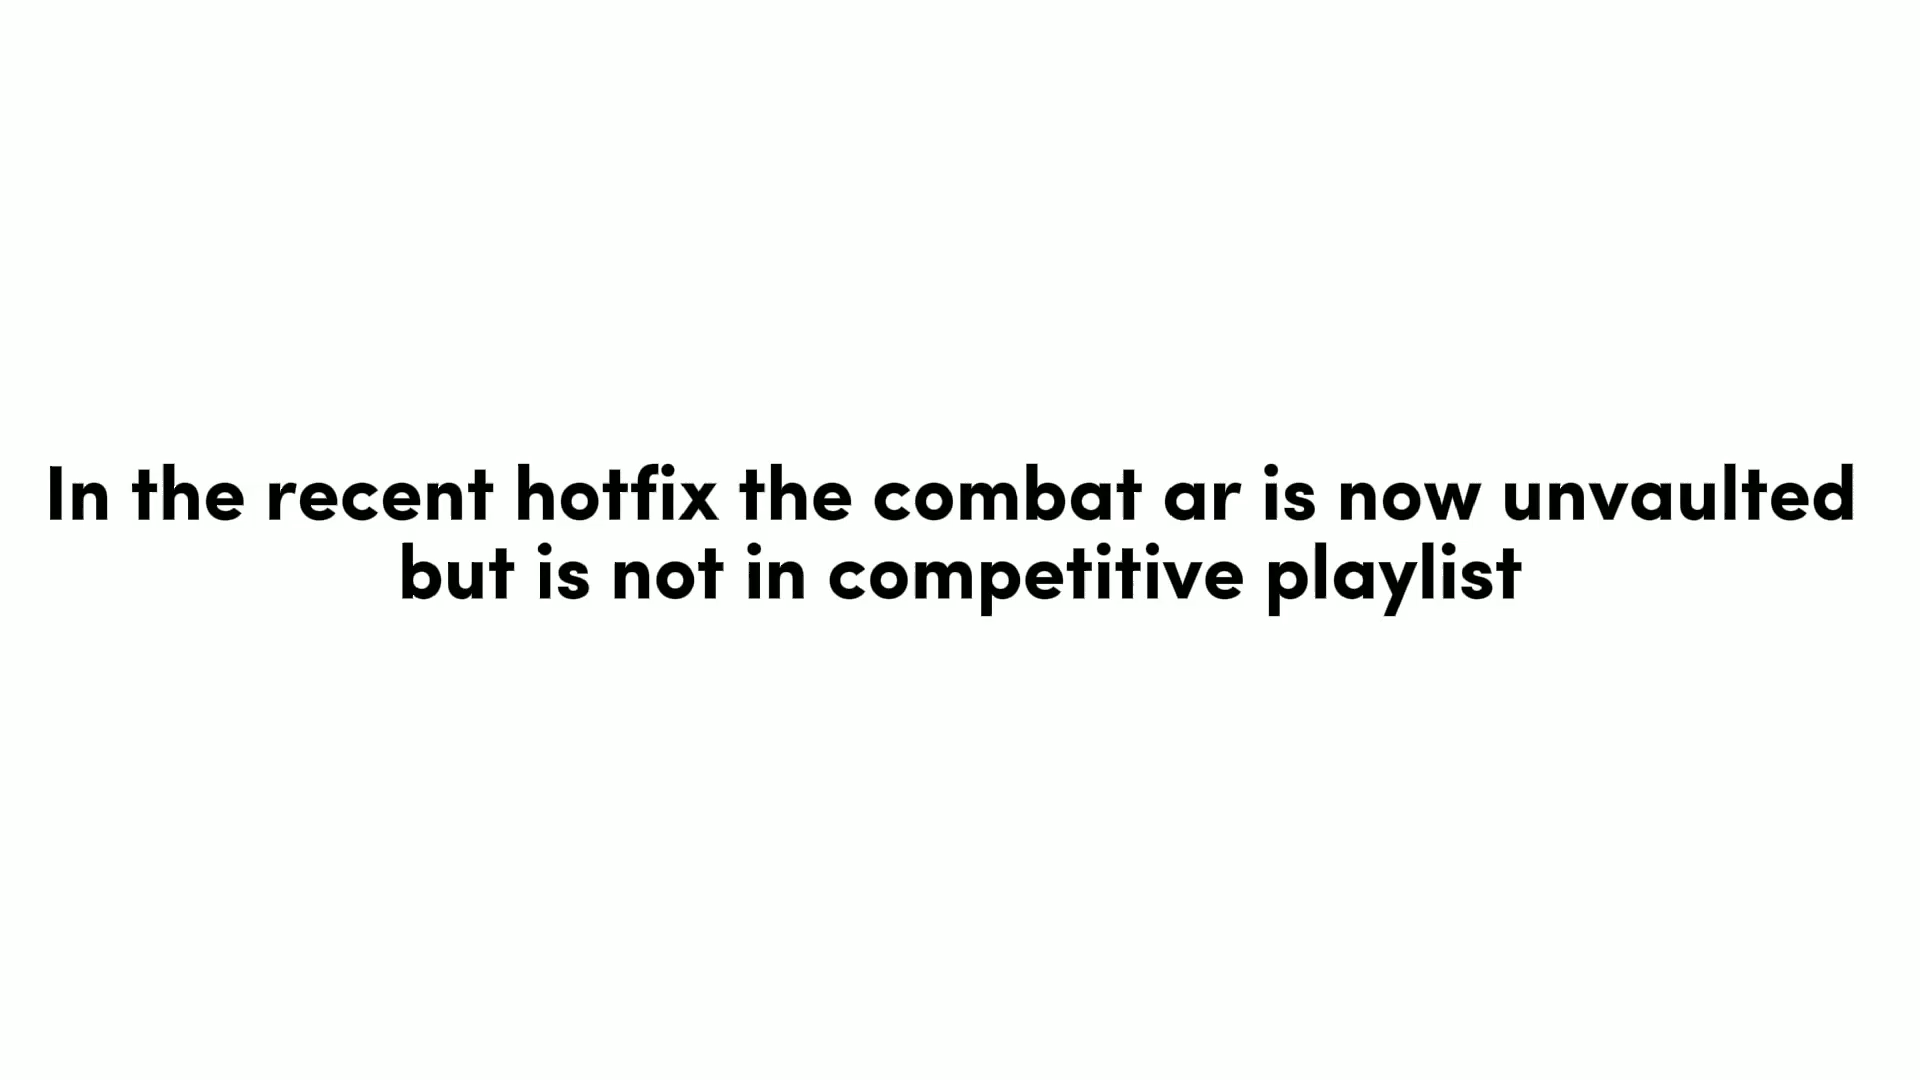 In the recent hotfix the combat ar is now unvaulted
but is not in competitive playlist